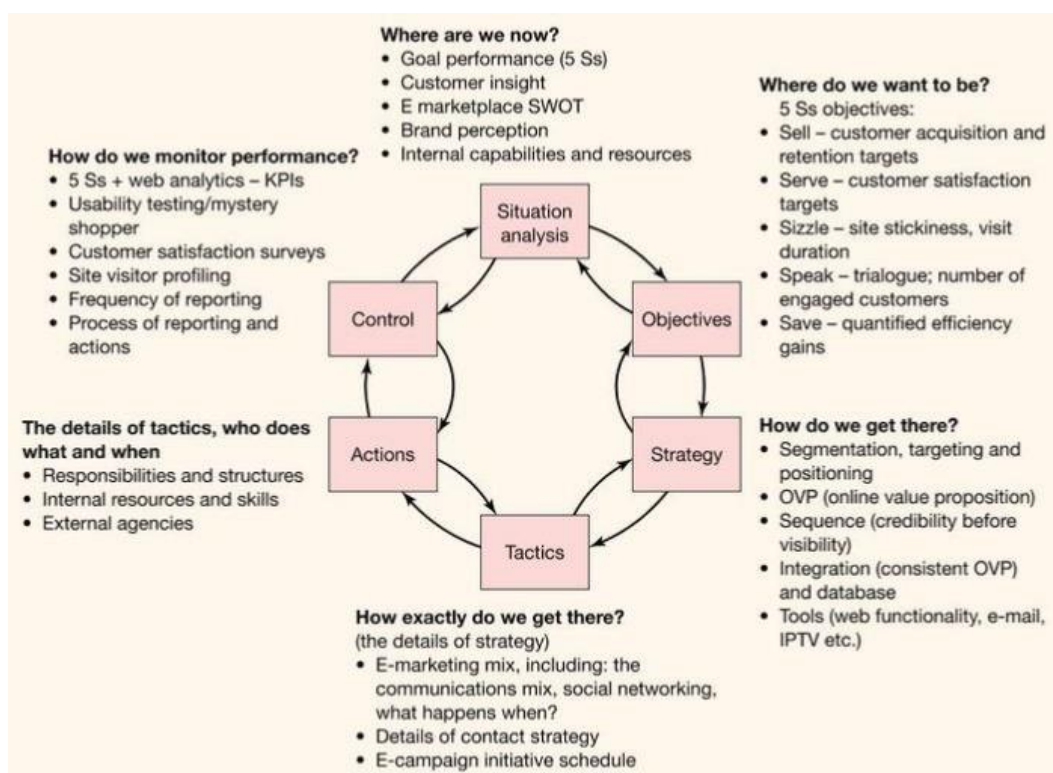 Where are we now?
• Goal performance (5 Ss)
• Customer insight
• E marketplace SWOT
• Brand perception
• Internal capabilities and resources
Where do we want to be?
5 Ss objectives:
• Sell – customer acquisition and
retention targets
• Serve – customer satisfaction
targets
• Sizzle – site stickiness, visit
duration
• Speak – trialogue; number of
engaged customers
• Save – quantified efficiency
gains
How do we monitor performance?
• 5 Ss + web analytics – KPIs
• Usability testing/mystery
shopper
• Customer satisfaction surveys
• Site visitor profiling
• Frequency of reporting
• Process of reporting and
actions
Situation
analysis
Control
Objectives
Actions
Strategy
Tactics
The details of tactics, who does
what and when
• Responsibilities and structures
• Internal resources and skills
• External agencies
How do we get there?
• Segmentation, targeting and
positioning
• OVP (online value proposition)
• Sequence (credibility before
visibility)
• Integration (consistent OVP)
and database
• Tools (web functionality, e-mail,
IPTV etc.)
How exactly do we get there?
(the details of strategy)
• E-marketing mix, including: the
communications mix, social networking,
what happens when?
• Details of contact strategy
• E-campaign initiative schedule